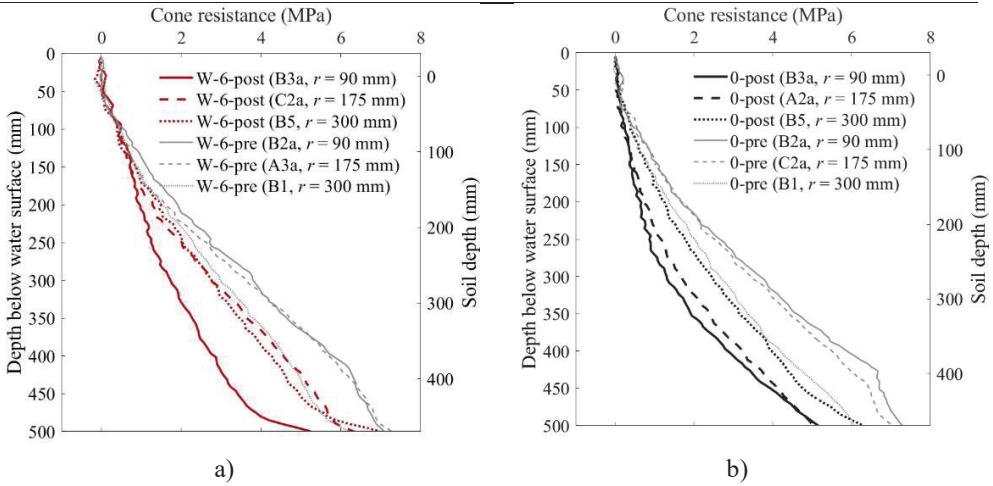 Cone resistance (MPa)
0 2 4 6 8
Depth below water surface (mm)
0
50
100
150
200
250
300
350
400
450
500
W-6-post (B3a, r = 90 mm)
W-6-post (C2a, r = 175 mm)
W-6-post (B5, r = 300 mm)
W-6-pre (B2a, r = 90 mm)
W-6-pre (A3a, r = 175 mm)
W-6-pre (B1, r = 300 mm)
0
100
200
300
400
Soil depth (mm)
a)
Cone resistance (MPa)
0 2 4 6 8
Depth below water surface (mm)
0
50
100
150
200
250
300
350
400
450
500
0-post (B3a, r = 90 mm)
0-post (A2a, r = 175 mm)
0-post (B5, r = 300 mm)
0-pre (B2a, r = 90 mm)
0-pre (C2a, r = 175 mm)
0-pre (B1, r = 300 mm)
0
100
200
300
400
Soil depth (mm)
b)